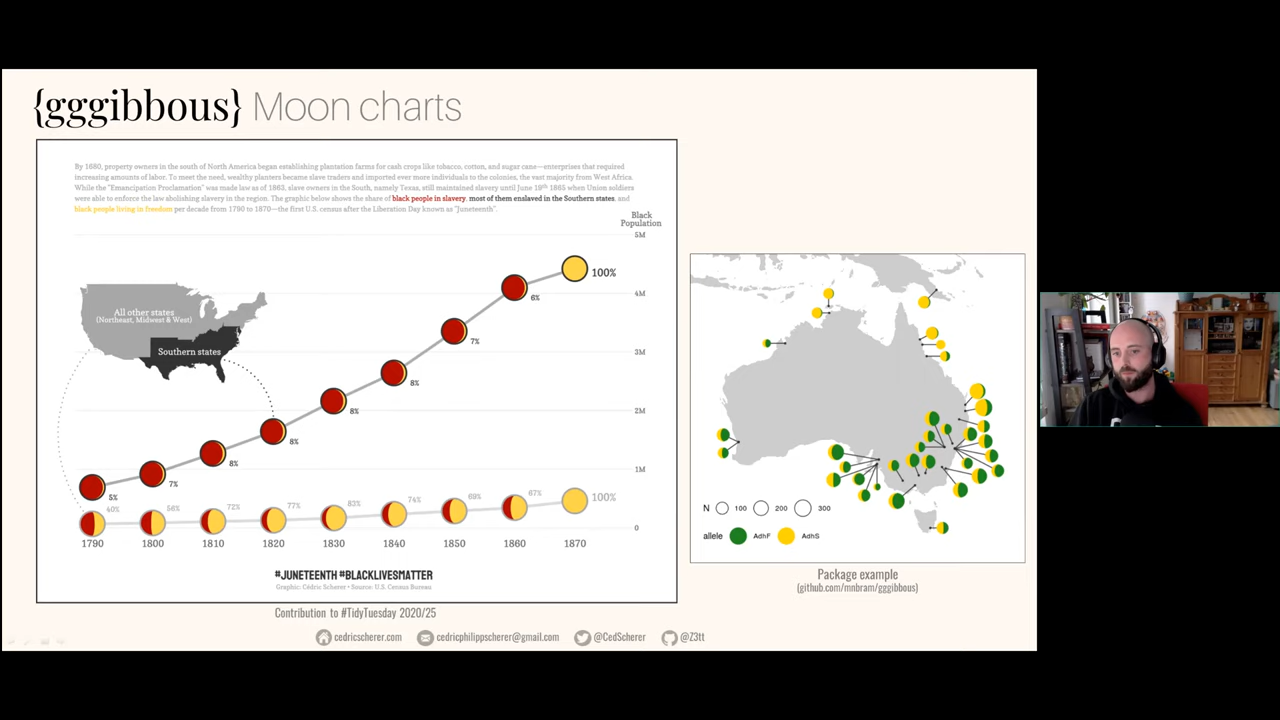 {gggibbous} Moon charts
By 1680, property owners in the south of North America began establishing plantation farms for cash crops like tobacco, cotton, and sugar cane—enterprises that required
increasing amounts of labor. To meet the need, wealthy planters became slave traders and imported ever more individuals to the colonies, the vast majority from West Africa.
While the "Emancipation Proclamation" was made law as of 1863, slave owners in the South, namely Texas, still maintained slavery until June 19th 1865 when Union soldiers
were able to enforce the law abolishing slavery in the region. The graphic below shows the share of black people in slavery, most of them enslaved in the Southern states, and
black people living in freedom per decade from 1790 to 1870—the first U.S. census after the Liberation Day known as "Juneteenth".
Black
Population
5M
4M
3M
2M
1M
0
All other states
(Northeast, Midwest & West)
Southern states
5%
7%
8%
8%
8%
8%
7%
6%
100%
40%
56%
72%
77%
83%
74%
69%
67%
100%
1790
1800
1810
1820
1830
1840
1850
1860
1870
#JUNETEENTH #BLACKLIVESMATTER
Graphic: Cédric Scherer • Source: U.S. Census Bureau
Contribution to #TidyTuesday 2020/25
N 100 200 300
allele AdhF AdhS
Package example
(github.com/mnbram/gggibbous)
cedricscherer.com cedricphilippscherer@gmail.com @CedScherer @Z3tt